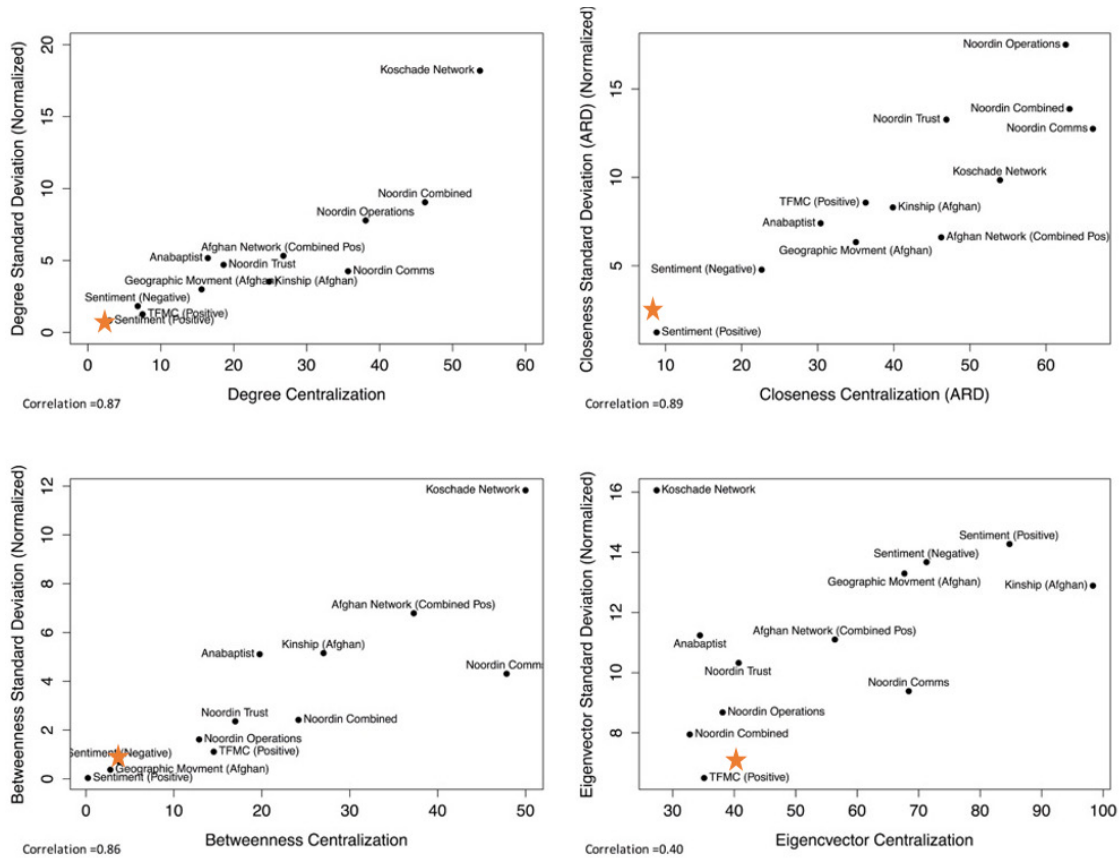 Degree Standard Deviation (Normalized)
20
15
10
5
0
Koschade Network
Noordin Combined
Noordin Operations
Afghan Network (Combined Pos)
Anabaptist
Noordin Trust
Noordin Comms
Geographic Movment (Afghan)
Kinship (Afghan)
Sentiment (Negative)
TFMC (Positive)
Sentiment (Positive)
0 10 20 30 40 50 60
Degree Centralization
Correlation =0.87
Closeness Standard Deviation (ARD) (Normalized)
15
10
5
Noordin Operations
Noordin Combined
Noordin Trust
Noordin Comms
Koschade Network
TFMC (Positive)
Kinship (Afghan)
Anabaptist
Afghan Network (Combined Pos)
Geographic Movment (Afghan)
Sentiment (Negative)
Sentiment (Positive)
10 20 30 40 50 60
Closeness Centralization (ARD)
Correlation =0.89
Betweenness Standard Deviation (Normalized)
12
10
8
6
4
2
0
Koschade Network
Afghan Network (Combined Pos)
Kinship (Afghan)
Anabaptist
Noordin Comms
Noordin Trust
Noordin Combined
Noordin Operations
TFMC (Positive)
Sentiment (Negative)
Geographic Movment (Afghan)
Sentiment (Positive)
0 10 20 30 40 50
Betweenness Centralization
Correlation =0.86
Eigenvector Standard Deviation (Normalized)
16
14
12
10
8
Koschade Network
Sentiment (Positive)
Sentiment (Negative)
Geographic Movment (Afghan)
Kinship (Afghan)
Anabaptist
Afghan Network (Combined Pos)
Noordin Trust
Noordin Comms
Noordin Operations
Noordin Combined
TFMC (Positive)
30 40 50 60 70 80 90 100
Eigencvector Centralization
Correlation =0.40